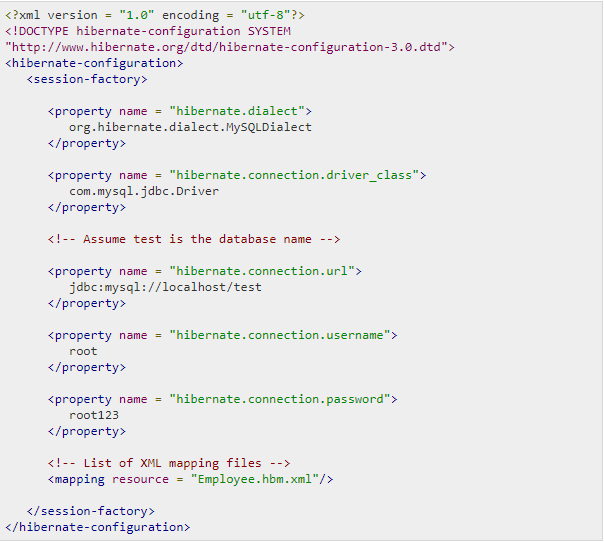 <?xml version = "1.0" encoding = "utf-8"?>
<!DOCTYPE hibernate-configuration SYSTEM
"http://www.hibernate.org/dtd/hibernate-configuration-3.0.dtd">
<hibernate-configuration>
   <session-factory>

      <property name = "hibernate.dialect">
         org.hibernate.dialect.MySQLDialect
      </property>

      <property name = "hibernate.connection.driver_class">
         com.mysql.jdbc.Driver
      </property>

      <!-- Assume test is the database name -->

      <property name = "hibernate.connection.url">
         jdbc:mysql://localhost/test
      </property>

      <property name = "hibernate.connection.username">
         root
      </property>

      <property name = "hibernate.connection.password">
         root123
      </property>

      <!-- List of XML mapping files -->
      <mapping resource = "Employee.hbm.xml"/>

   </session-factory>
</hibernate-configuration>